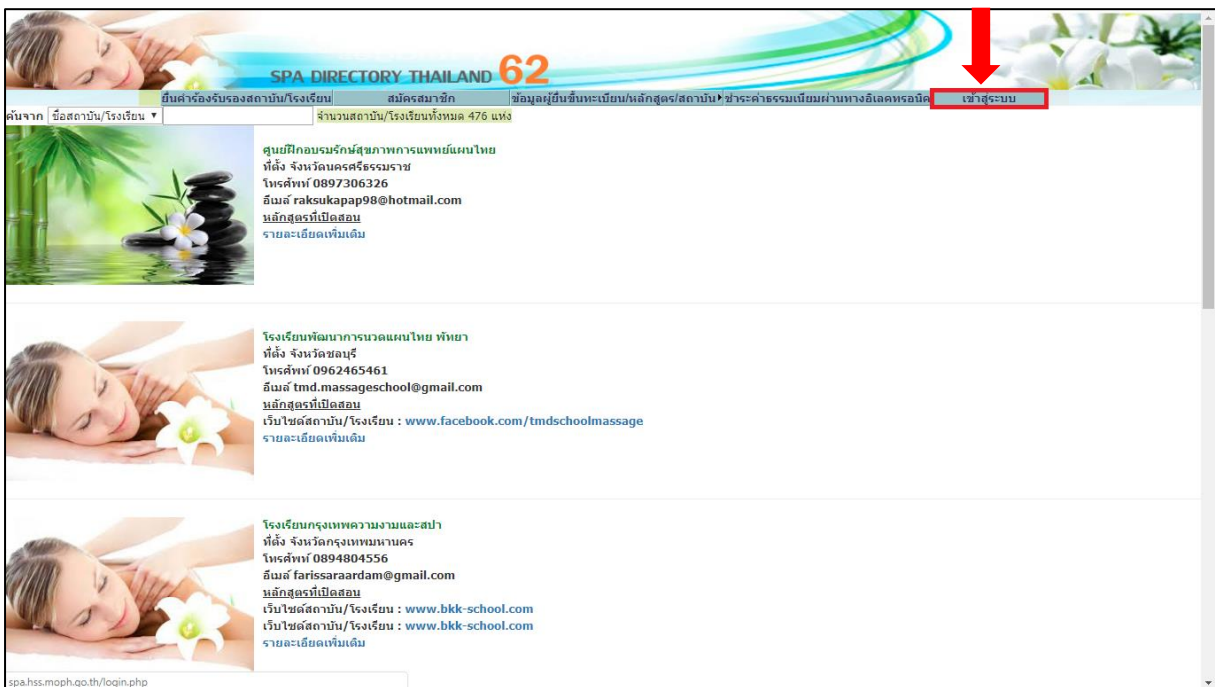 SPA DIRECTORY THAILAND 62
ยื่นคำร้องรับรองสถาบัน/โรงเรียน สมัครสมาชิก ข้อมูลผู้ยื่นขึ้นทะเบียน/หลักสูตร/สถาบัน ชำระค่าธรรมเนียมผ่านทางอิเลคทรอนิค เข้าสู่ระบบ
ค้นจาก ชื่อสถาบัน/โรงเรียน จำนวนสถาบัน/โรงเรียนทั้งหมด 476 แห่ง
ศูนย์ฝึกอบรมรักษ์สุขภาพการแพทย์แผนไทย
ที่ตั้ง จังหวัดนครศรีธรรมราช
โทรศัพท์ 0897306326
อีเมล์ raksukapap98@hotmail.com
หลักสูตรที่เปิดสอน
รายละเอียดเพิ่มเติม
โรงเรียนพัฒนาการนวดแผนไทย พัทยา
ที่ตั้ง จังหวัดชลบุรี
โทรศัพท์ 0962465461
อีเมล์ tmd.massageschool@gmail.com
หลักสูตรที่เปิดสอน
เว็บไซต์สถาบัน/โรงเรียน : www.facebook.com/tmdschoolmassage
รายละเอียดเพิ่มเติม
โรงเรียนกรุงเทพความงามและสปา
ที่ตั้ง จังหวัดกรุงเทพมหานคร
โทรศัพท์ 0894804556
อีเมล์ farissaraardam@gmail.com
หลักสูตรที่เปิดสอน
เว็บไซต์สถาบัน/โรงเรียน : www.bkk-school.com
เว็บไซต์สถาบัน/โรงเรียน : www.bkk-school.com
รายละเอียดเพิ่มเติม
spa.hss.moph.go.th/login.php